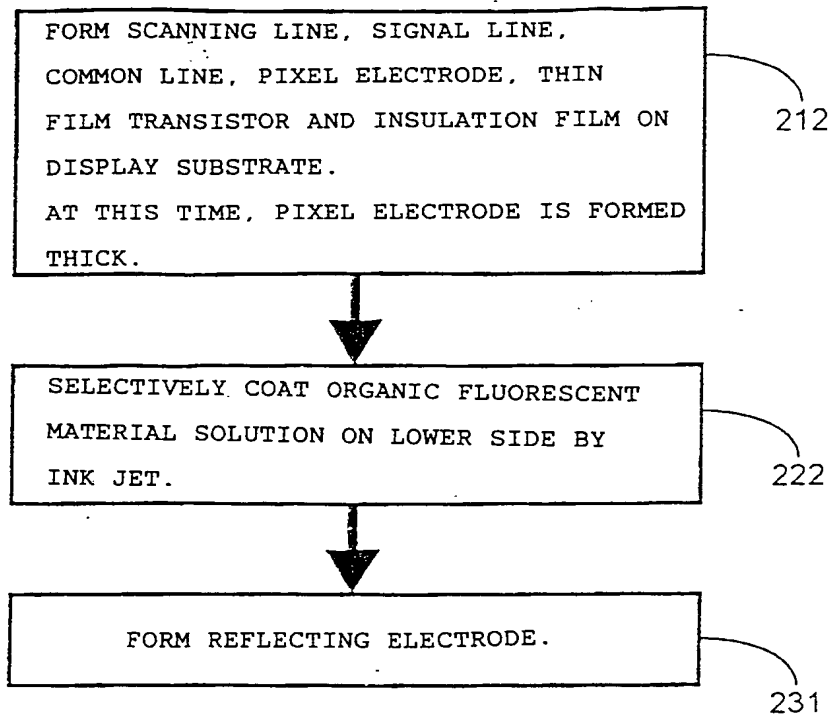 FORM SCANNING LINE, SIGNAL LINE,
COMMON LINE, PIXEL ELECTRODE, THIN
FILM TRANSISTOR AND INSULATION FILM ON
DISPLAY SUBSTRATE.
AT THIS TIME, PIXEL ELECTRODE IS FORMED
THICK.
212
SELECTIVELY COAT ORGANIC FLUORESCENT
MATERIAL SOLUTION ON LOWER SIDE BY
INK JET.
222
FORM REFLECTING ELECTRODE.
231